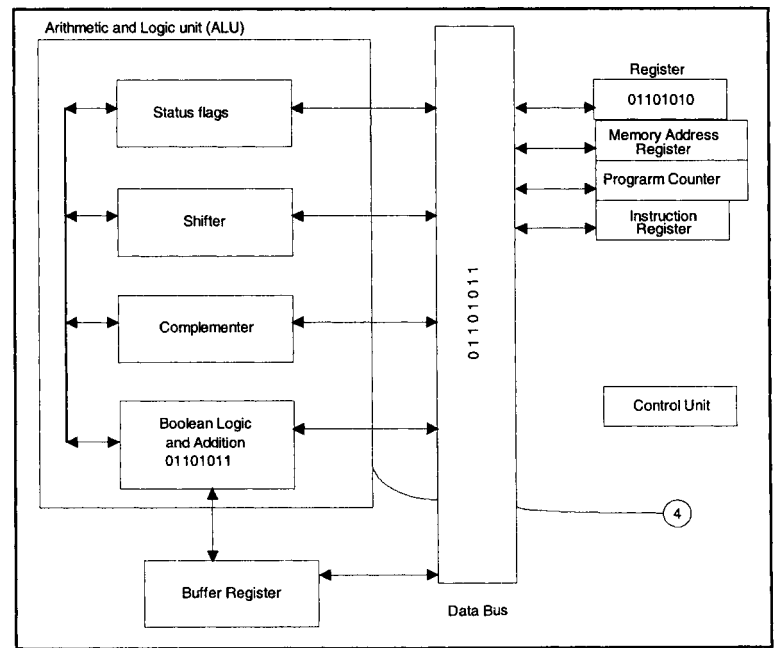 Arithmetic and Logic unit (ALU)
Status flags
Shifter
Complementer
Boolean Logic
and Addition
01101011
Buffer Register
01101011
Data Bus
Register
01101010
Memory Address
Register
Prograrm Counter
Instruction
Register
Control Unit
4